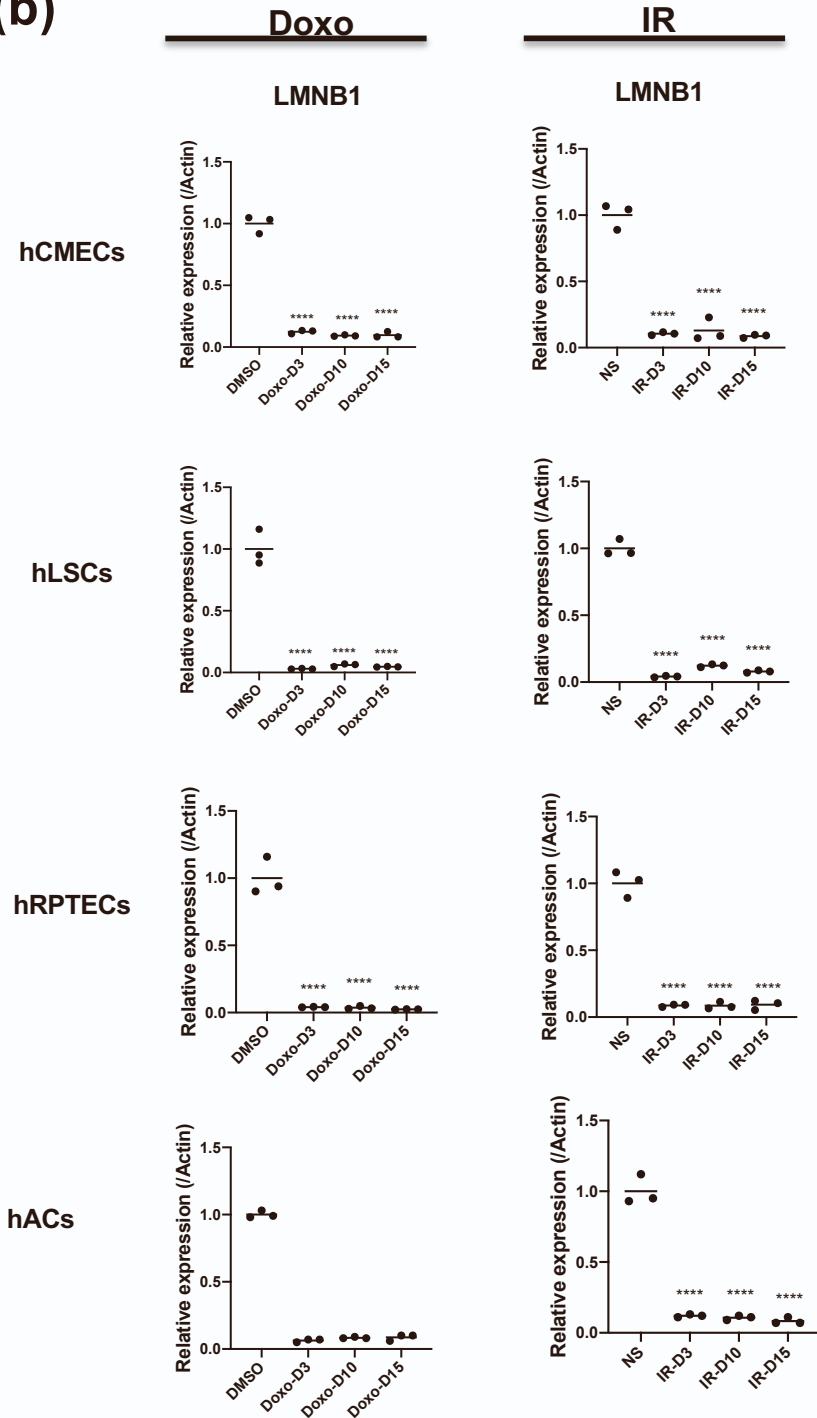 (b)
Doxo
IR
LMNB1
LMNB1
hCMECs
Relative expression (/Actin)
1.5
1.0
0.5
0.0
**** **** ****
DMSO Doxo-D3 Doxo-D10 Doxo-D15
Relative expression (/Actin)
1.5
1.0
0.5
0.0
**** **** ****
NS IR-D3 IR-D10 IR-D15
hLSCs
Relative expression (/Actin)
1.5
1.0
0.5
0.0
**** **** ****
DMSO Doxo-D3 Doxo-D10 Doxo-D15
Relative expression (/Actin)
1.5
1.0
0.5
0.0
**** **** ****
NS IR-D3 IR-D10 IR-D15
hRPTECs
Relative expression (/Actin)
1.5
1.0
0.5
0.0
**** **** ****
DMSO Doxo-D3 Doxo-D10 Doxo-D15
Relative expression (/Actin)
1.5
1.0
0.5
0.0
**** **** ****
NS IR-D3 IR-D10 IR-D15
hACs
Relative expression (/Actin)
1.5
1.0
0.5
0.0
DMSO Doxo-D3 Doxo-D10 Doxo-D15
Relative expression (/Actin)
1.5
1.0
0.5
0.0
**** **** ****
NS IR-D3 IR-D10 IR-D15